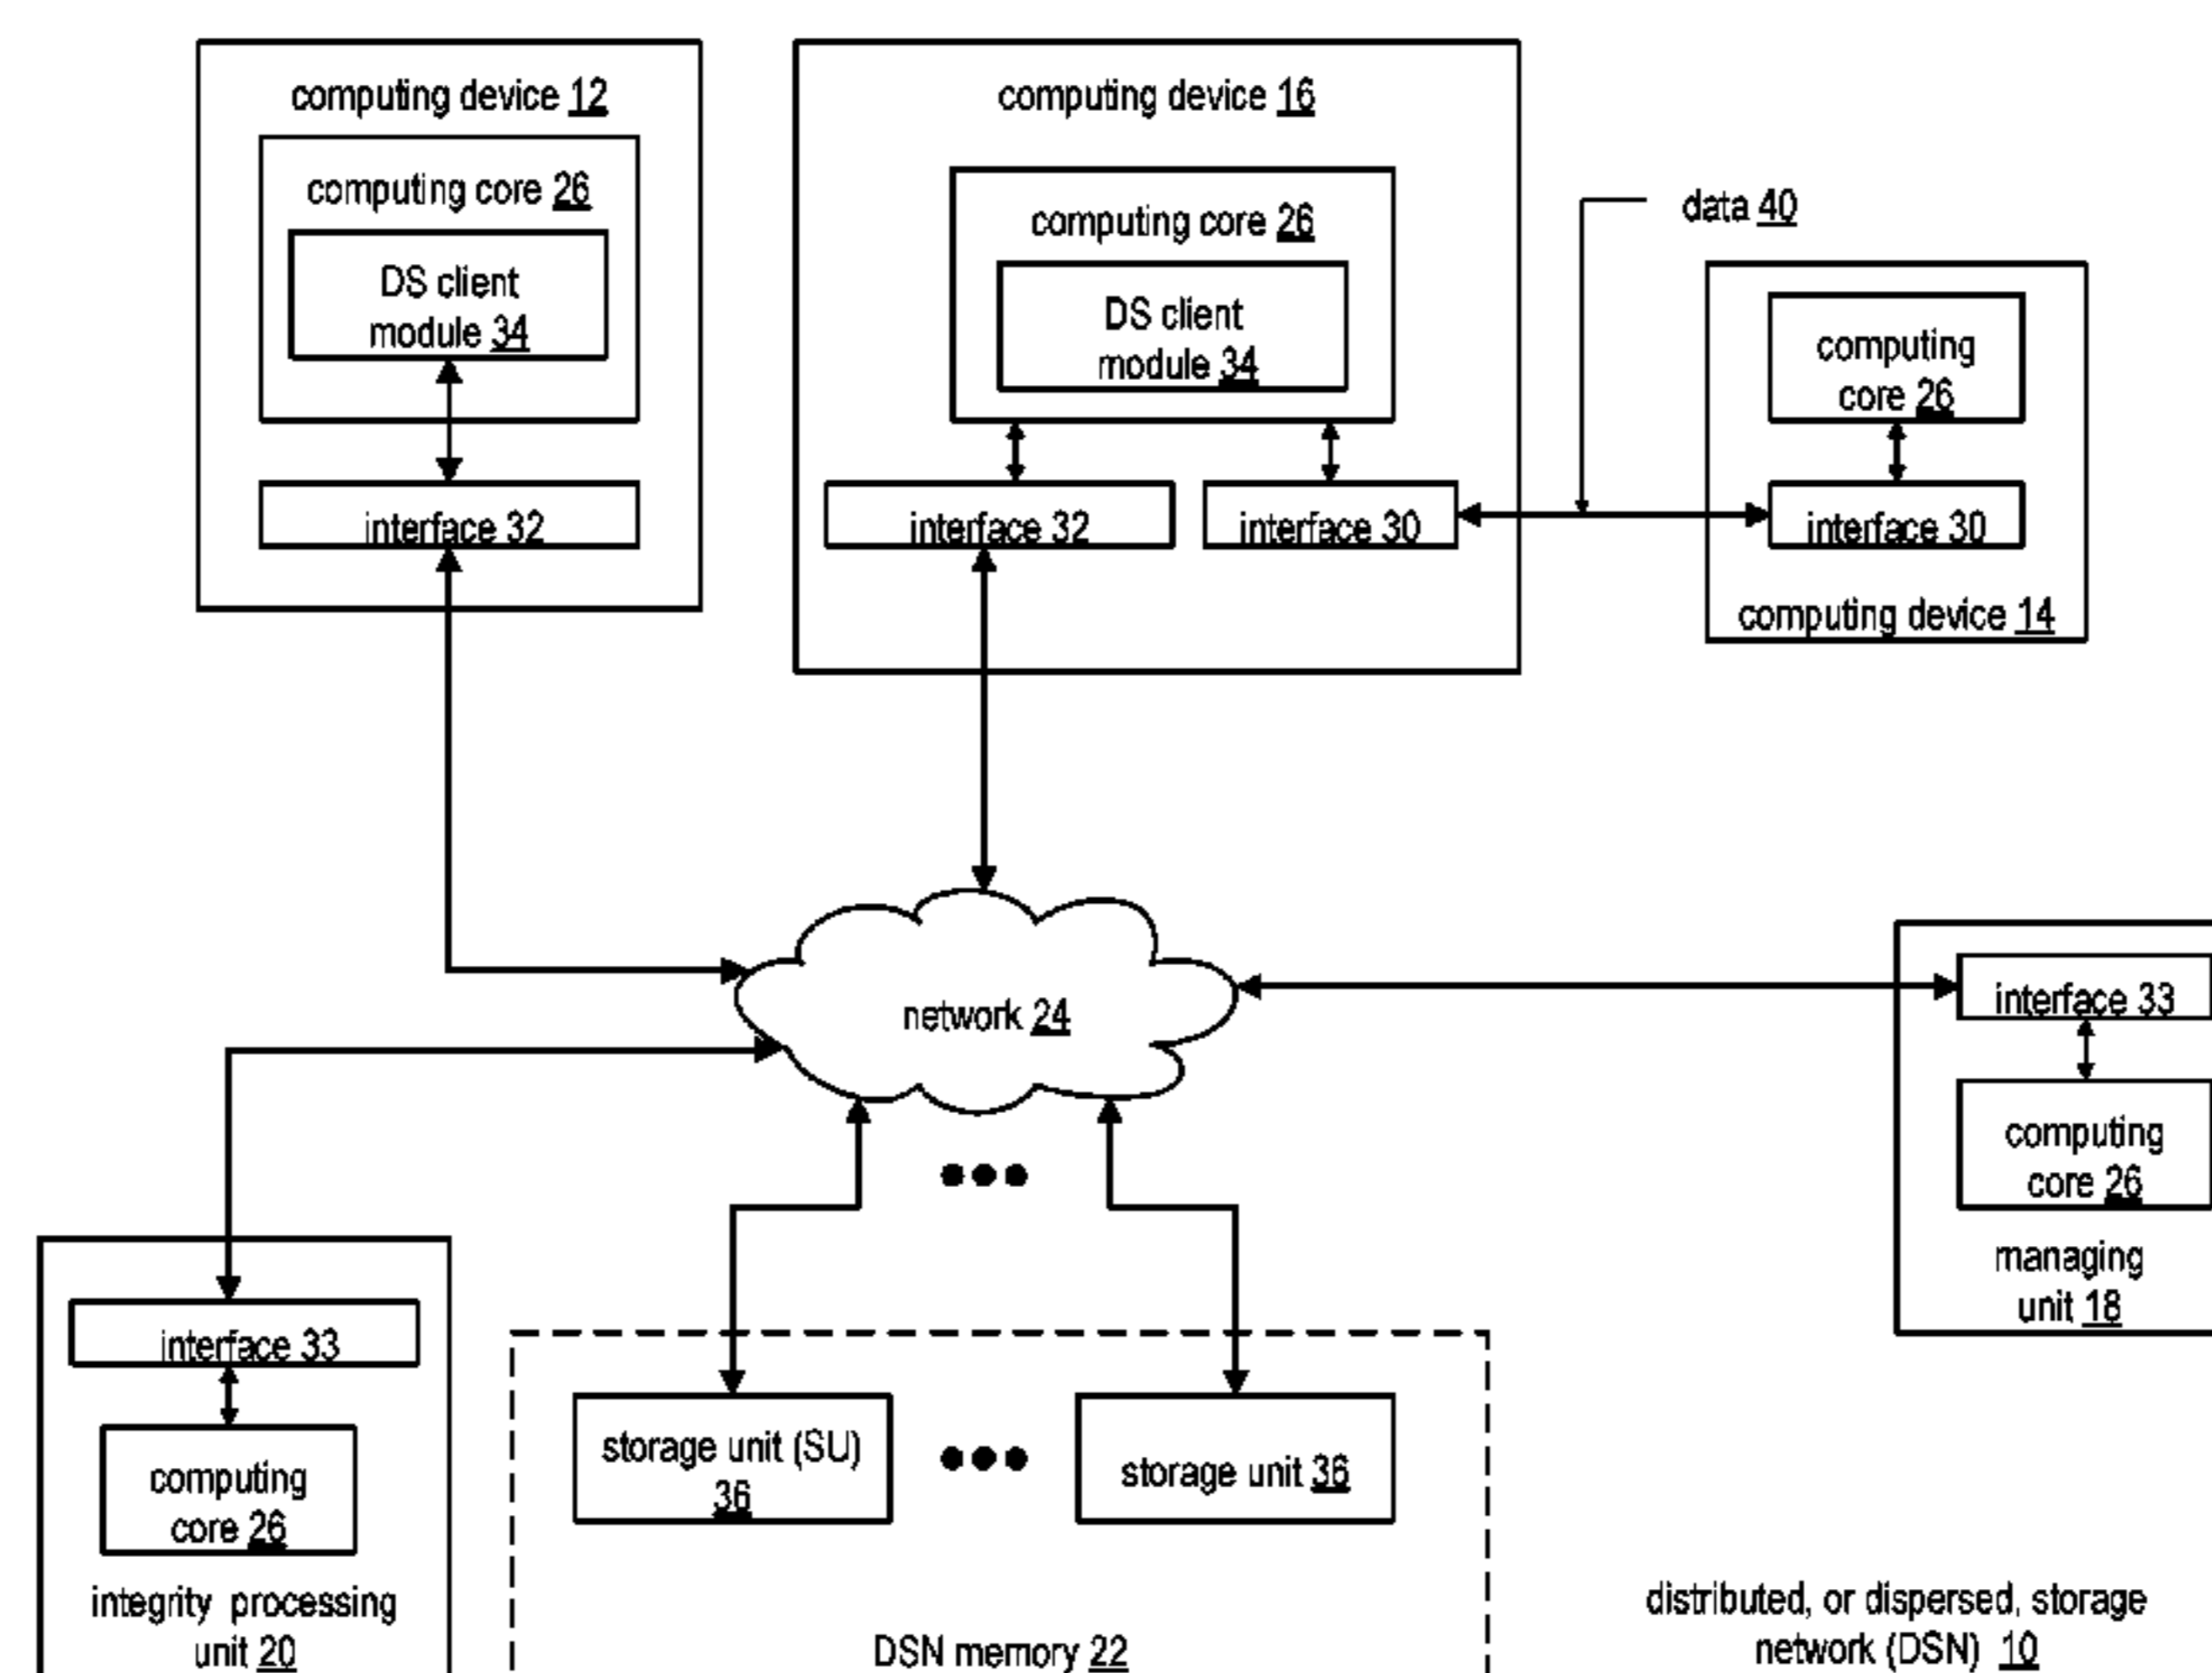 computing device 12
computing core 26
DS client
module 34
interface 32
computing device 16
computing core 26
DS client
module 34
interface 32
interface 30
data 40
computing
core 26
interface 30
computing device 14
network 24
interface 33
computing
core 26
managing
unit 18
interface 33
computing
core 26
integrity processing
unit 20
storage unit (SU)
36
storage unit 36
DSN memory 22
distributed, or dispersed, storage
network (DSN) 10